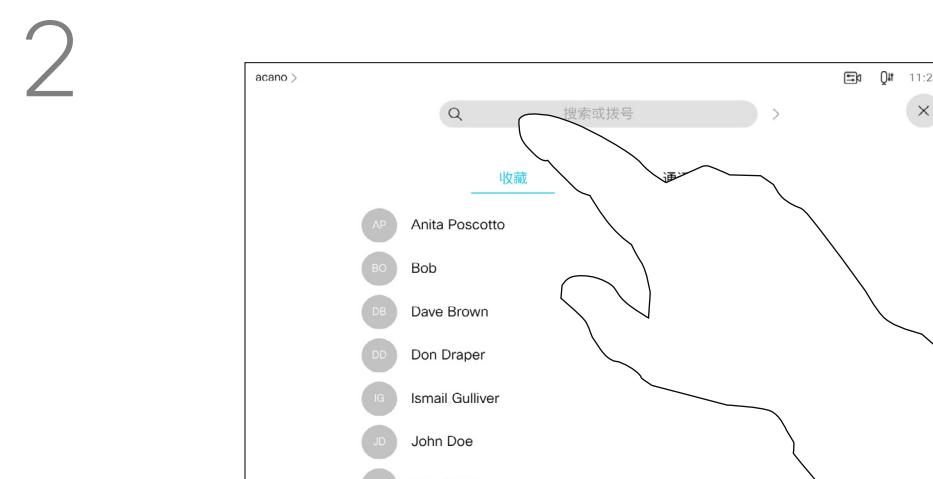 2
acano >
11:2
搜索或拨号
收藏
AP Anita Poscotto
BO Bob
DB Dave Brown
DD Don Draper
IG Ismail Gulliver
JD John Doe